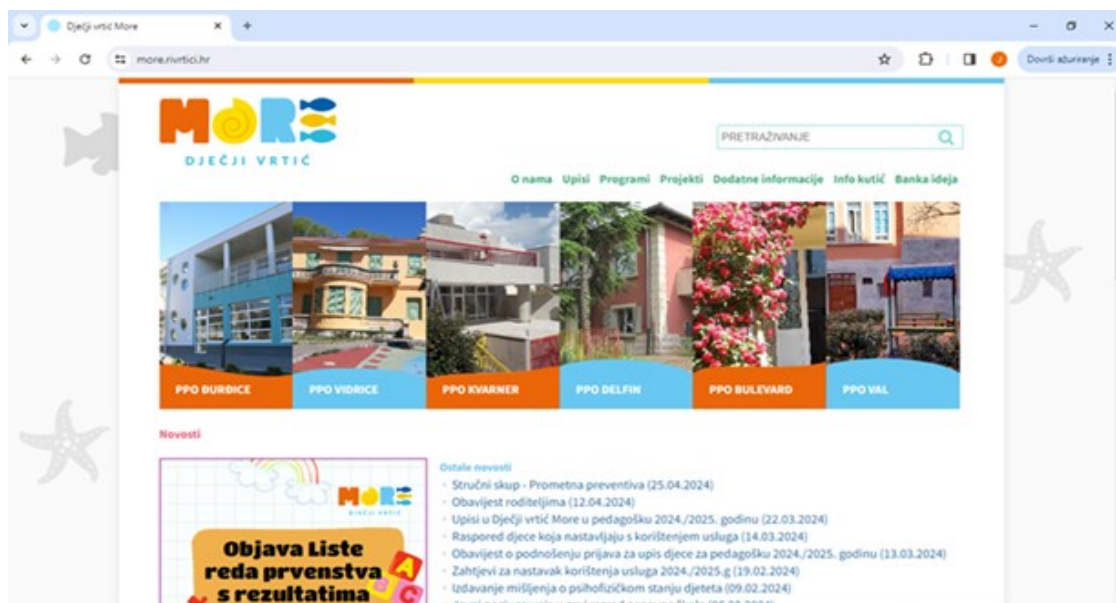 Dječji vrtić More
more.rivrtici.hr
Dovrši ažuriranje
MORE
DJEČJI VRTIĆ
PRETRAŽIVANJE
O nama Upisi Programi Projekti Dodatne informacije Info kutić Banka ideja
PPO ĐURĐICE PPO VIDRICE PPO KVARNER PPO DELFIN PPO BULEVARD PPO VAL
Novosti
MORE
DJEČJI VRTIĆ
Objava Liste
reda prvenstva
s rezultatima
A
C
Ostale novosti
Stručni skup - Prometna preventiva (25.04.2024)
Obavijest roditeljima (12.04.2024)
Upisi u Dječji vrtić More u pedagošku 2024./2025. godinu (22.03.2024)
Raspored djece koja nastavljaju s korištenjem usluga (14.03.2024)
Obavijest o podnošenju prijava za upis djece za pedagošku 2024./2025. godinu (13.03.2024)
Zahtjevi za nastavak korištenja usluga 2024./2025.g (19.02.2024)
Izdavanje mišljenja o psihofizičkom stanju djeteta (09.02.2024)